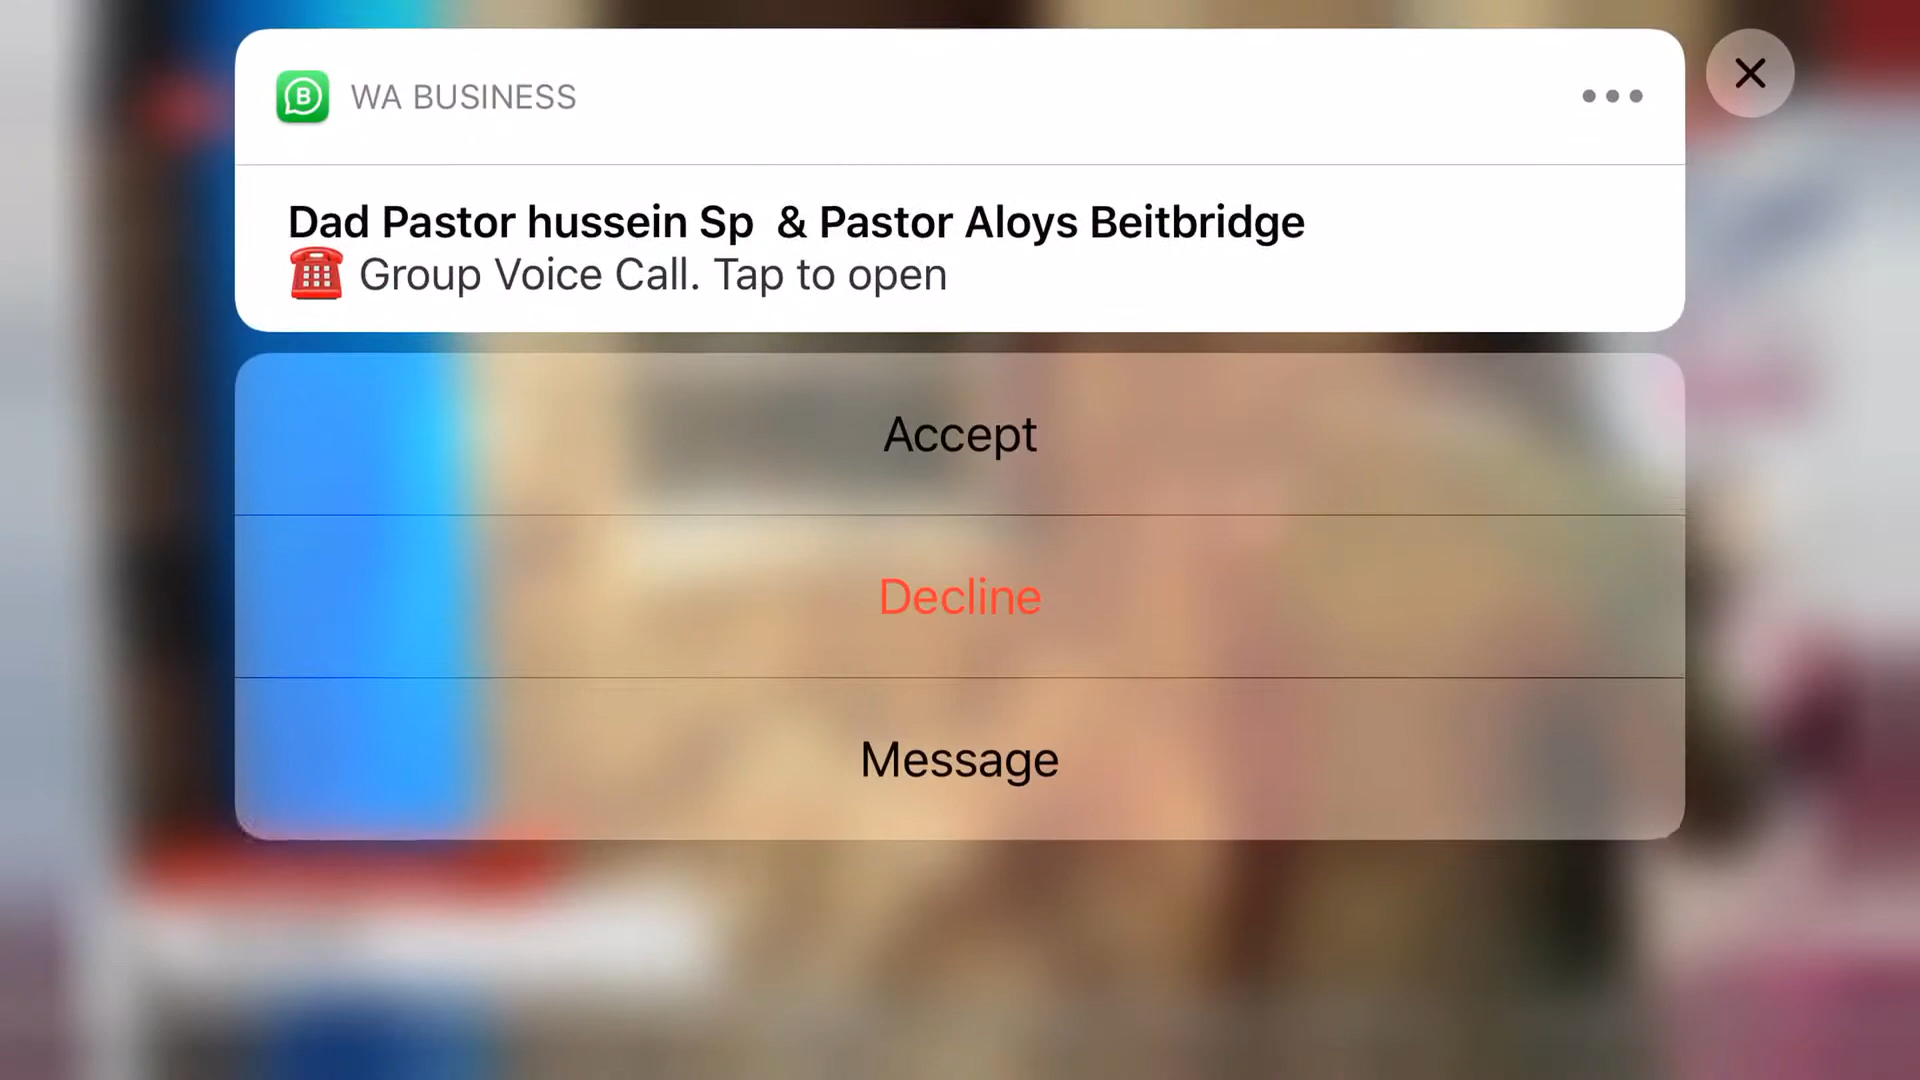 WA BUSINESS
Dad Pastor hussein Sp  & Pastor Aloys Beitbridge
☎️ Group Voice Call. Tap to open
Accept
Decline
Message